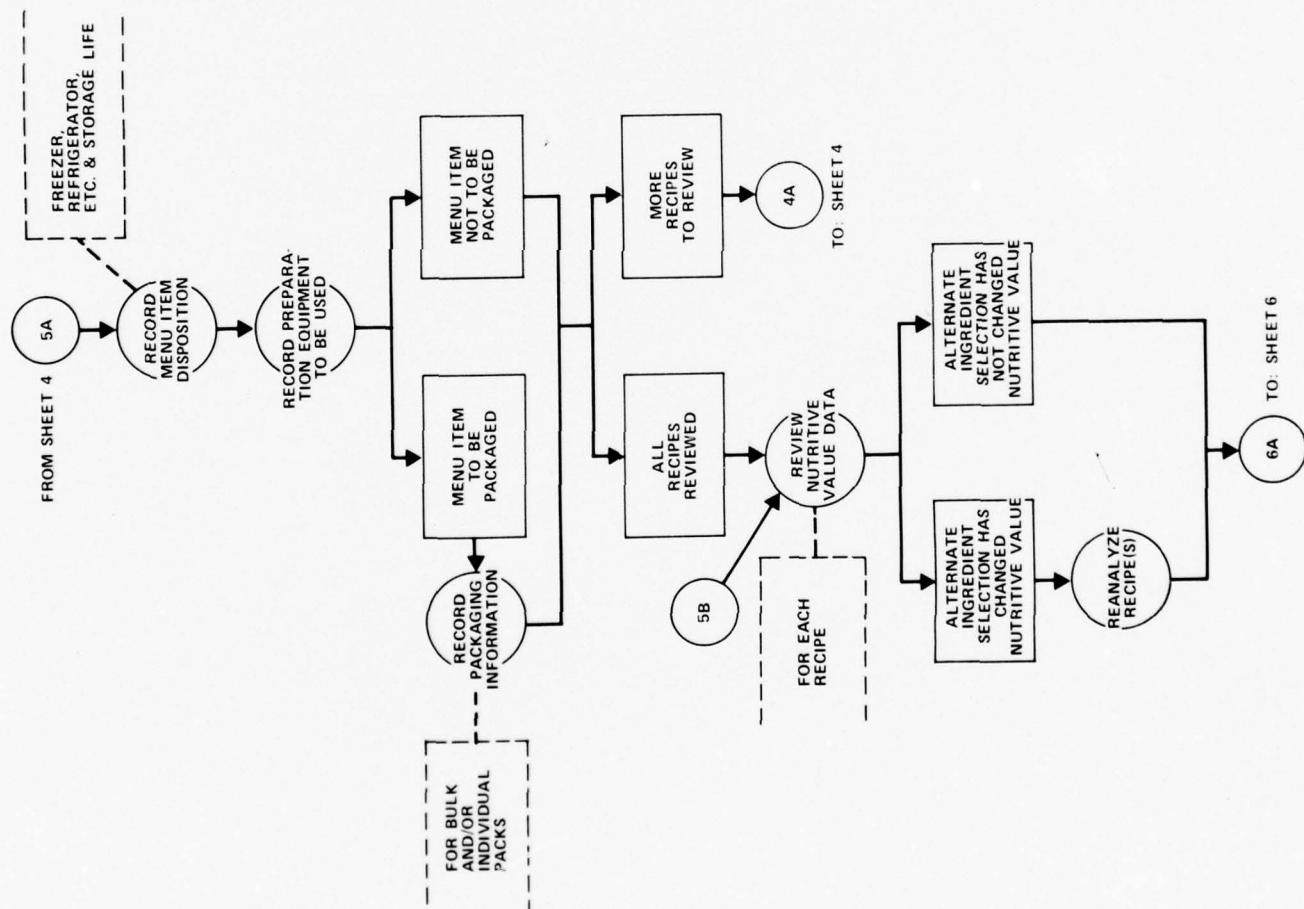 FROM SHEET 4
5A
FREEZER,
REFRIGERATOR,
ETC. & STORAGE LIFE
RECORD
MENU ITEM
DISPOSITION
RECORD PREPARA-
TION EQUIPMENT
TO BE USED
MENU ITEM
TO BE
PACKAGED
MENU ITEM
NOT TO BE
PACKAGED
FOR BULK
AND/OR
INDIVIDUAL
PACKS
RECORD
PACKAGING
INFORMATION
ALL
RECIPES
REVIEWED
MORE
RECIPES
TO REVIEW
4A
TO: SHEET 4
5B
FOR EACH
RECIPE
REVIEW
NUTRITIVE
VALUE DATA
ALTERNATE
INGREDIENT
SELECTION HAS
CHANGED
NUTRITIVE VALUE
ALTERNATE
INGREDIENT
SELECTION HAS
NOT CHANGED
NUTRITIVE VALUE
REANALYZE
RECIPE(S)
6A
TO: SHEET 6